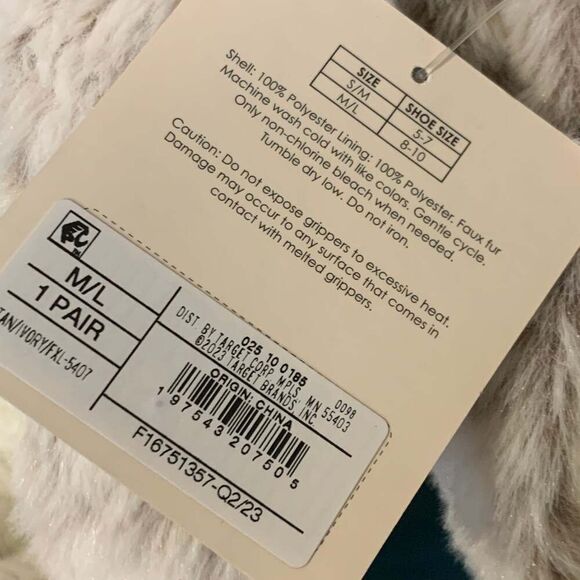 SIZE SHOE SIZE
S/M 5-7
M/L 8-10
Shell: 100% Polyester Lining: 100% Polyester. Faux fur
Machine wash cold with like colors. Gentle cycle.
Only non-chlorine bleach when needed.
Tumble dry low. Do not iron.
Caution: Do not expose grippers to excessive heat.
Damage may occur to any surface that comes in
contact with melted grippers.
M/L
1 PAIR
TAN/IVORY/FXL-5407
025 10 0185
0098
DIST. BY TARGET CORP. MPLS, MN 55403
©2023 TARGET BRANDS, INC
ORIGIN: CHINA
1 97543 20750 5
F16751357-Q2/23